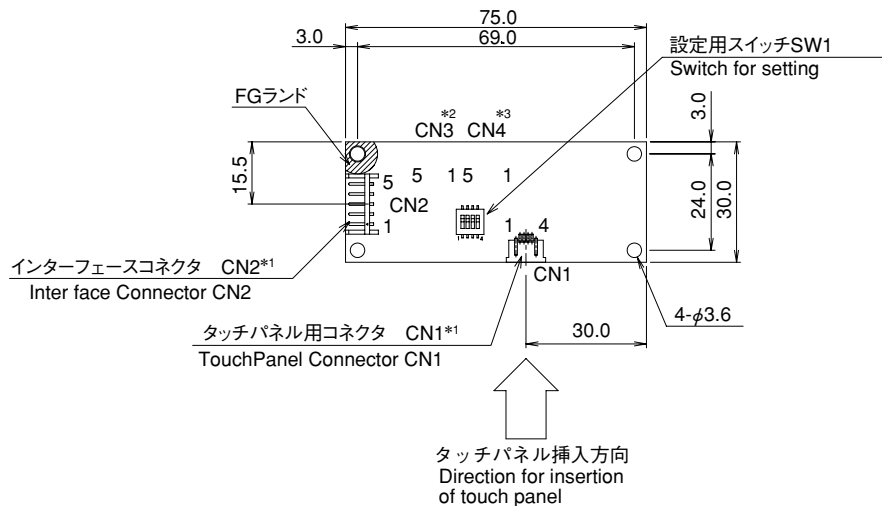 75.0
3.0
69.0
設定用スイッチSW1
Switch for setting
FGランド
CN3*2 CN4*3
3.0
15.5
5 5 1 5 1
CN2
1
1 4
24.0
30.0
CN1
インターフェースコネクタ CN2*1
Inter face Connector CN2
4-φ3.6
タッチパネル用コネクタ CN1*1
TouchPanel Connector CN1
30.0
タッチパネル挿入方向
Direction for insertion
of touch panel